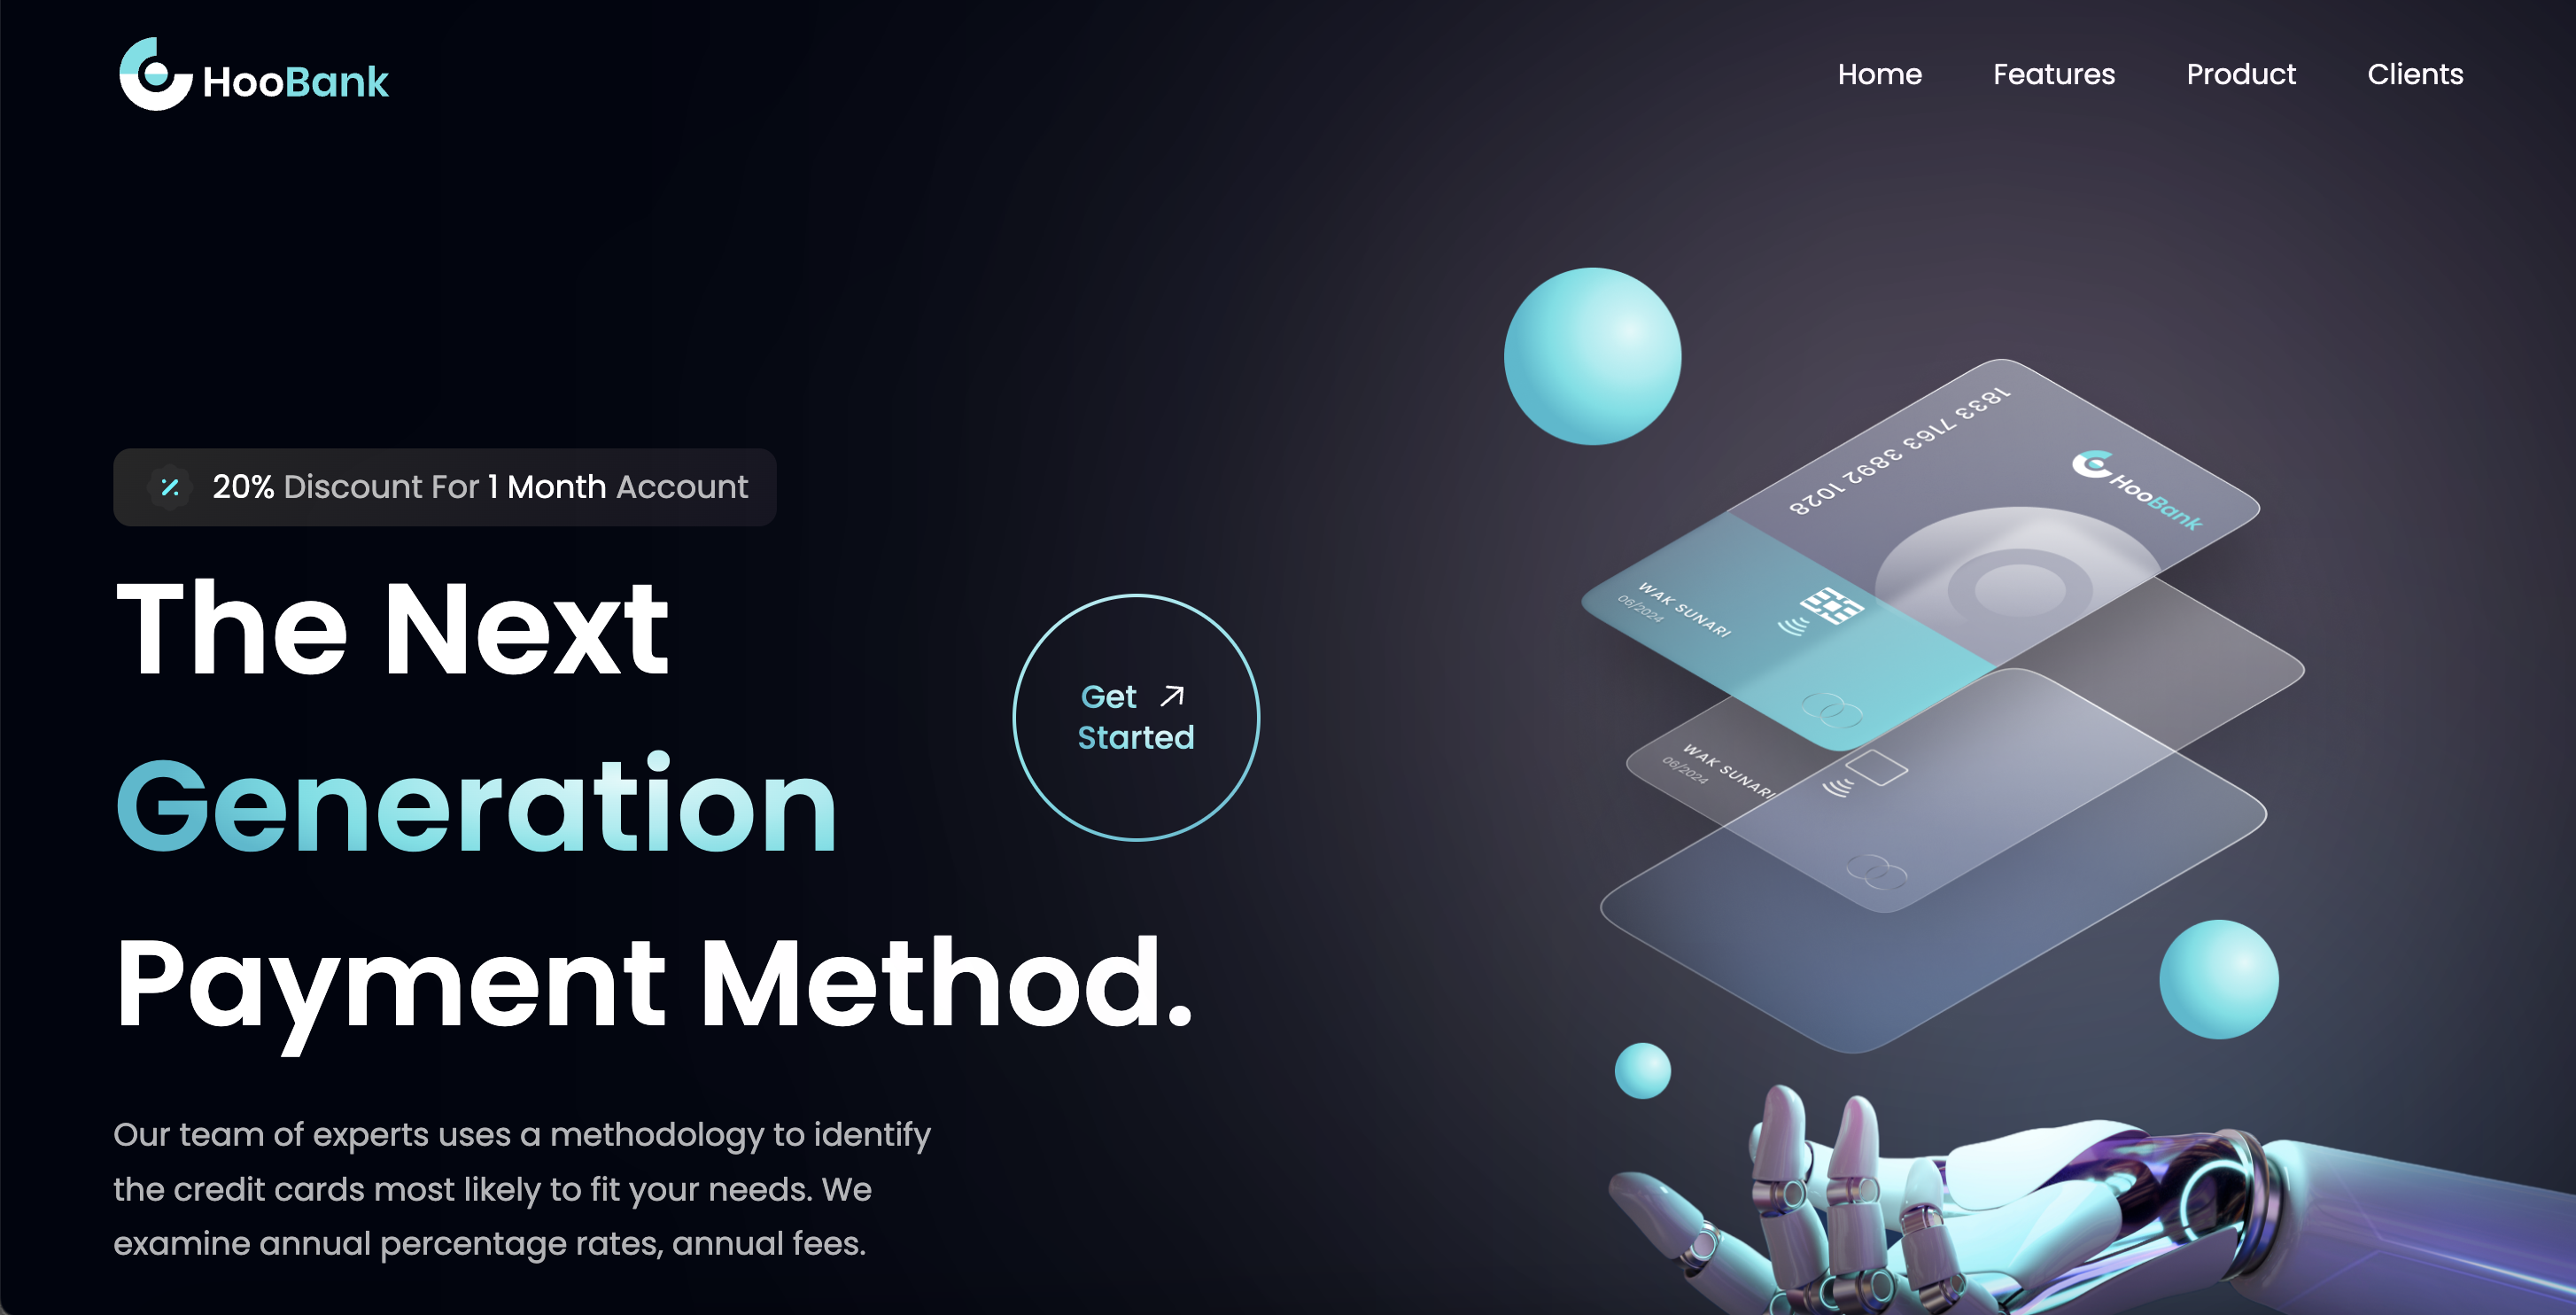 HooBank
Home Features Product Clients
20% Discount For 1 Month Account
The Next
Generation
Payment Method.
Get
Started
Our team of experts uses a methodology to identify
the credit cards most likely to fit your needs. We
examine annual percentage rates, annual fees.
1833 7163 3892 1028
HooBank
WAK SUNARI
06/2024
WAK SUNARI
06/2024